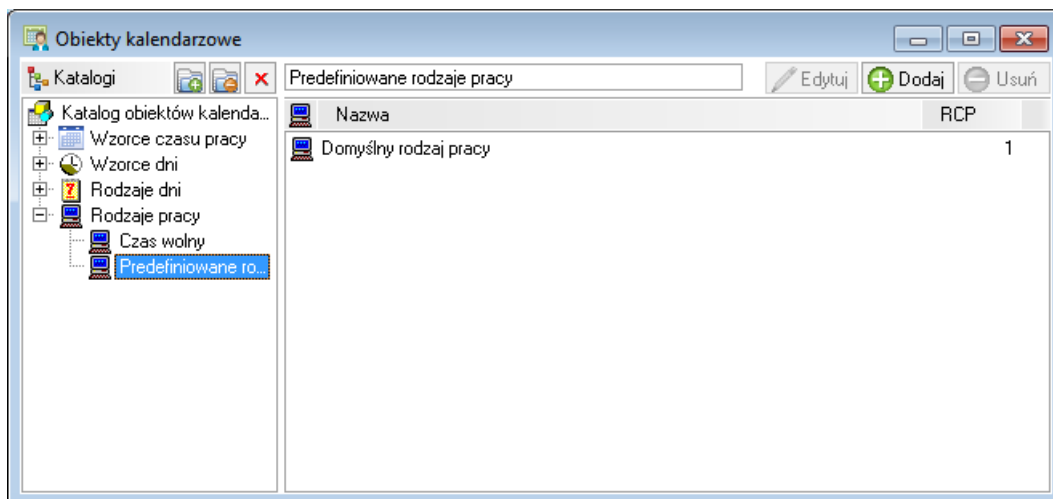 Obiekty kalendarzowe
Katalogi
Predefiniowane rodzaje pracy
Edytuj Dodaj Usuń
Katalog obiektów kalenda...
Wzorce czasu pracy
Wzorce dni
Rodzaje dni
Rodzaje pracy
Czas wolny
Predefiniowane ro...
Nazwa RCP
Domyślny rodzaj pracy 1